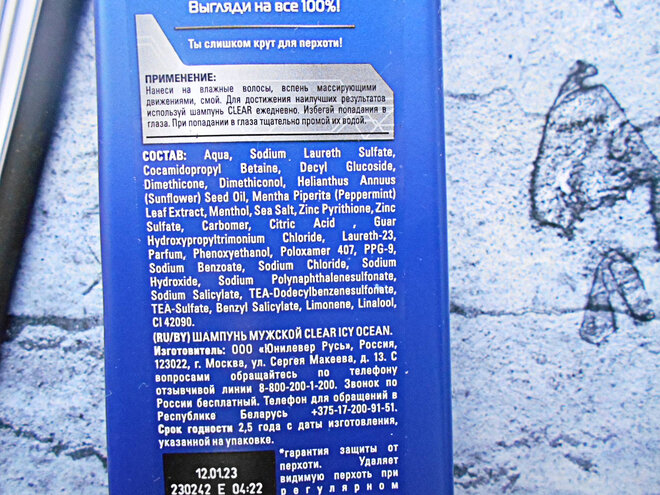 Выгляди на все 100%!
Ты слишком крут для перхоти!
ПРИМЕНЕНИЕ:
Нанеси на влажные волосы, вспень массирующими
движениями, смой. Для достижения наилучших результатов
используй шампунь CLEAR ежедневно. Избегай попадания в
глаза. При попадании в глаза тщательно промой их водой.
СОСТАВ: Aqua, Sodium Laureth Sulfate,
Cocamidopropyl Betaine, Decyl Glucoside,
Dimethicone, Dimethiconol, Helianthus Annuus
(Sunflower) Seed Oil, Mentha Piperita (Peppermint)
Leaf Extract, Menthol, Sea Salt, Zinc Pyrithione, Zinc
Sulfate, Carbomer, Citric Acid , Guar
Hydroxypropyltrimonium Chloride, Laureth-23,
Parfum, Phenoxyethanol, Poloxamer 407, PPG-9,
Sodium Benzoate, Sodium Chloride, Sodium
Hydroxide, Sodium Polynaphthalenesulfonate,
Sodium Salicylate, TEA-Dodecylbenzenesulfonate,
TEA-Sulfate, Benzyl Salicylate, Limonene, Linalool,
CI 42090.
(RU/BY) ШАМПУНЬ МУЖСКОЙ CLEAR ICY OCEAN.
Изготовитель: ООО «Юнилевер Русь», Россия,
123022, г. Москва, ул. Сергея Макеева, д. 13. С
вопросами обращайтесь по телефону
отзывчивой линии 8-800-200-1-200. Звонок по
России бесплатный. Телефон для обращений в
Республике Беларусь +375-17-200-91-51.
Срок годности 2,5 года с даты изготовления,
указанной на упаковке.
12.01.23
230242 E 04:22
*гарантия защиты от
перхоти. Удаляет
видимую перхоть при
регулярном